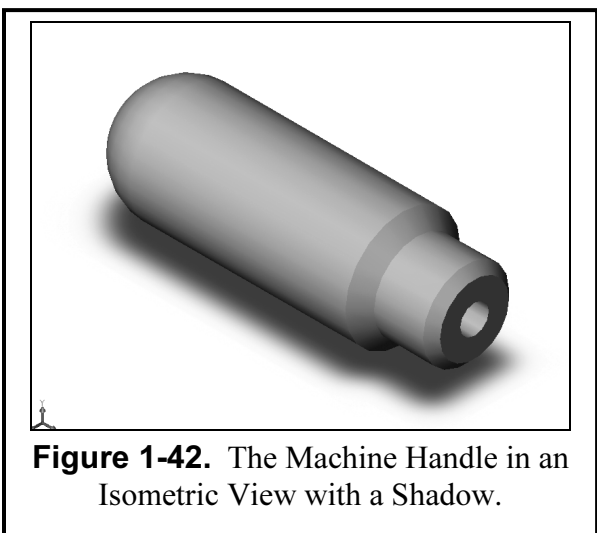 Figure 1-42. The Machine Handle in an
Isometric View with a Shadow.